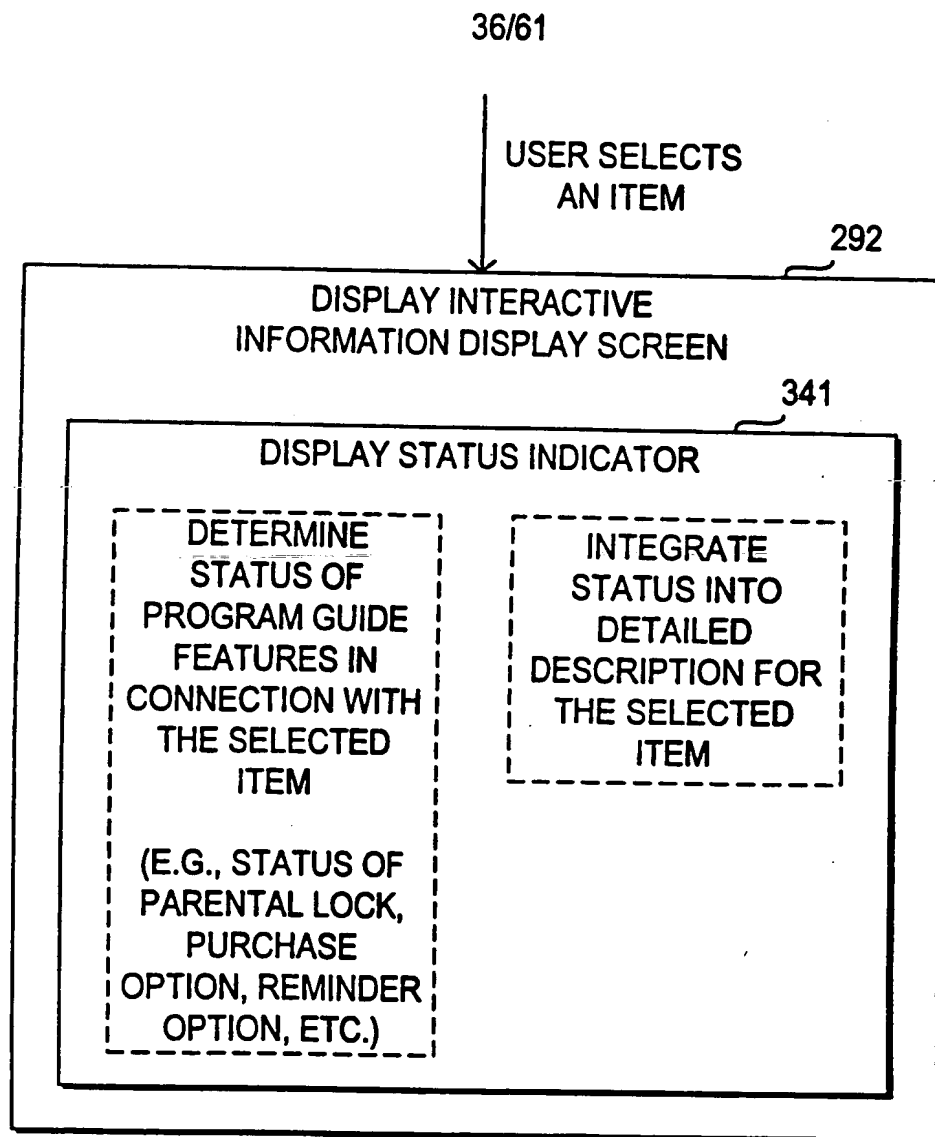 36/61
USER SELECTS
AN ITEM
292
DISPLAY INTERACTIVE
INFORMATION DISPLAY SCREEN
341
DISPLAY STATUS INDICATOR
DETERMINE
STATUS OF
PROGRAM GUIDE
FEATURES IN
CONNECTION WITH
THE SELECTED
ITEM
(E.G., STATUS OF
PARENTAL LOCK,
PURCHASE
OPTION, REMINDER
OPTION, ETC.)
INTEGRATE
STATUS INTO
DETAILED
DESCRIPTION FOR
THE SELECTED
ITEM